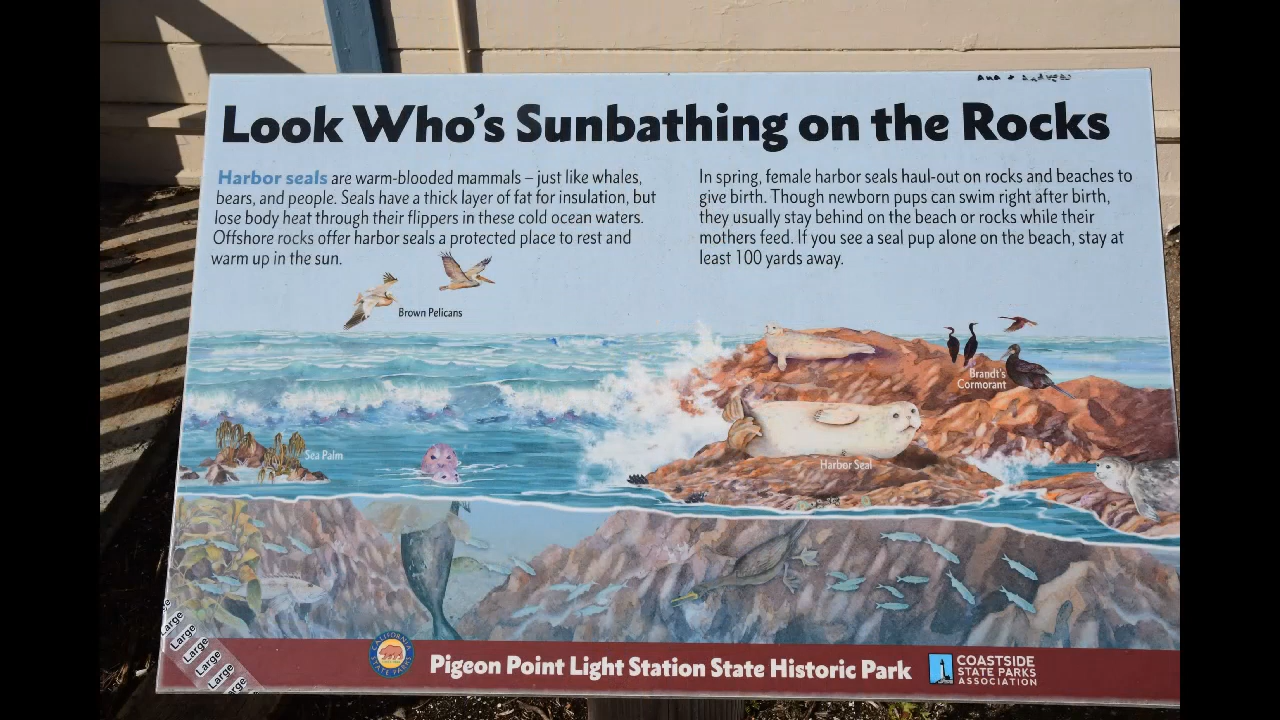 Ana + Andrew
Look Who's Sunbathing on the Rocks
Harbor seals are warm-blooded mammals – just like whales,
bears, and people. Seals have a thick layer of fat for insulation, but
lose body heat through their flippers in these cold ocean waters.
Offshore rocks offer harbor seals a protected place to rest and
warm up in the sun.
In spring, female harbor seals haul-out on rocks and beaches to
give birth. Though newborn pups can swim right after birth,
they usually stay behind on the beach or rocks while their
mothers feed. If you see a seal pup alone on the beach, stay at
least 100 yards away.
Brown Pelicans
Brandt's
Cormorant
Sea Palm
Harbor Seal
Large
Large
Large
Large
CALIFORNIA
STATE PARKS
Pigeon Point Light Station State Historic Park
COASTSIDE
STATE PARKS
ASSOCIATION